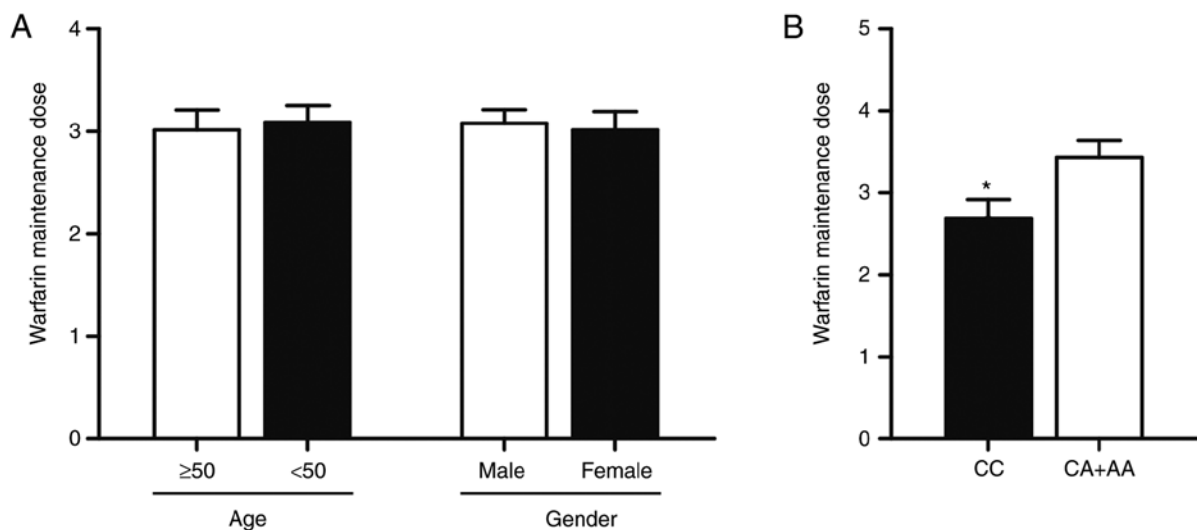 A
Warfarin maintenance dose
4
3
2
1
0
≥50 <50 Male Female
Age Gender
B
Warfarin maintenance dose
5
4
3
2
1
0
*
CC CA+AA